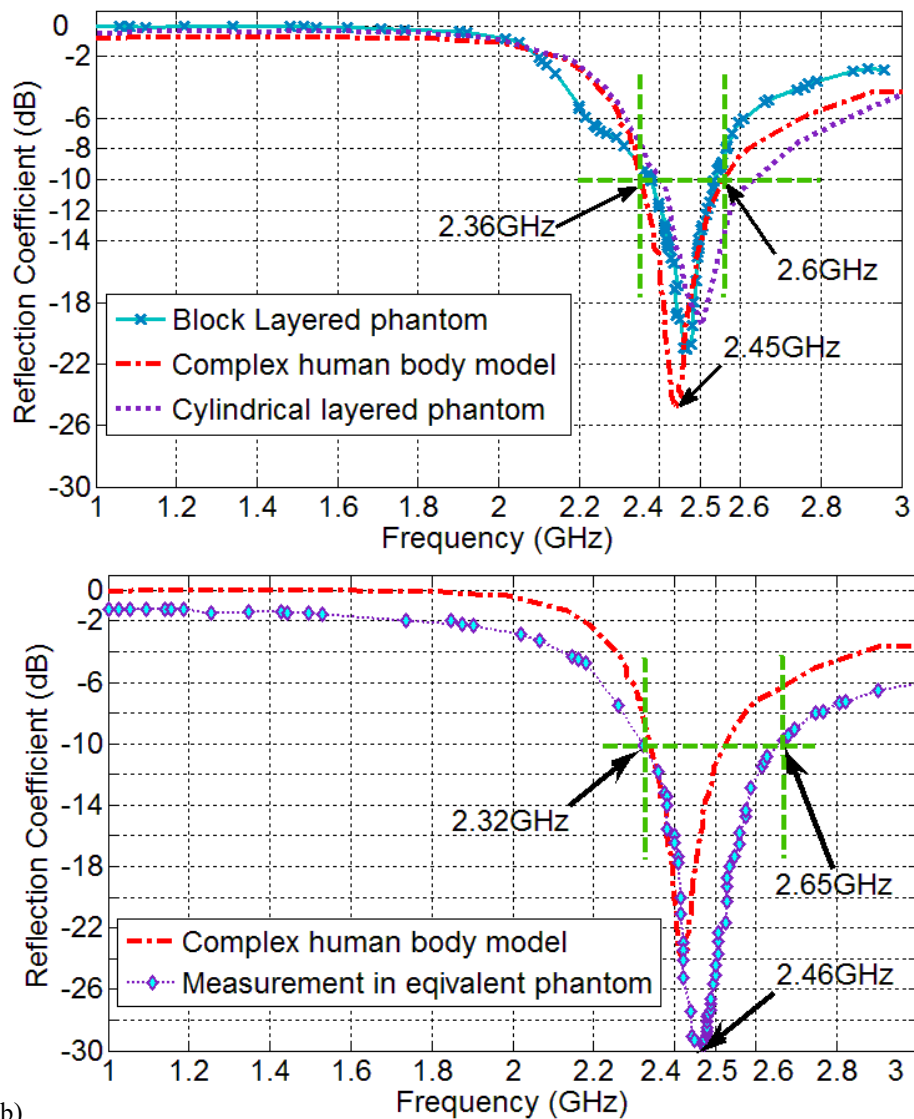 0
-2
-6
-10
-14
-18
-22
-26
-30
Reflection Coefficient (dB)
2.36GHz
2.6GHz
2.45GHz
Block Layered phantom
Complex human body model
Cylindrical layered phantom
1 1.2 1.4 1.6 1.8 2 2.2 2.4 2.5 2.6 2.8 3
Frequency (GHz)
0
-2
-6
-10
-14
-18
-22
-26
-30
Reflection Coefficient (dB)
2.32GHz
2.65GHz
2.46GHz
Complex human body model
Measurement in eqivalent phantom
1 1.2 1.4 1.6 1.8 2 2.2 2.4 2.5 2.6 2.8 3
Frequency (GHz)
b)